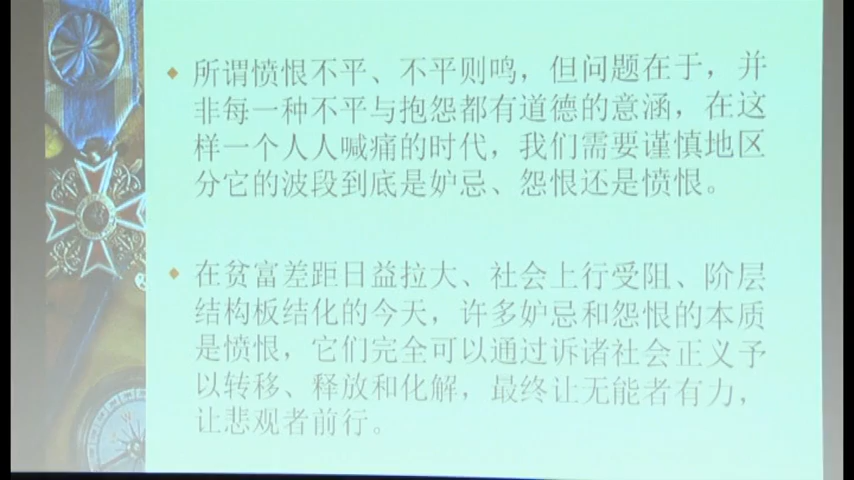 所谓愤恨不平、不平则鸣，但问题在于，并
非每一种不平与抱怨都有道德的意涵，在这
样一个人人喊痛的时代，我们需要谨慎地区
分它的波段到底是妒忌、怨恨还是愤恨。
在贫富差距日益拉大、社会上行受阻、阶层
结构板结化的今天，许多妒忌和怨恨的本质
是愤恨，它们完全可以通过诉诸社会正义予
以转移、释放和化解，最终让无能者有力，
让悲观者前行。